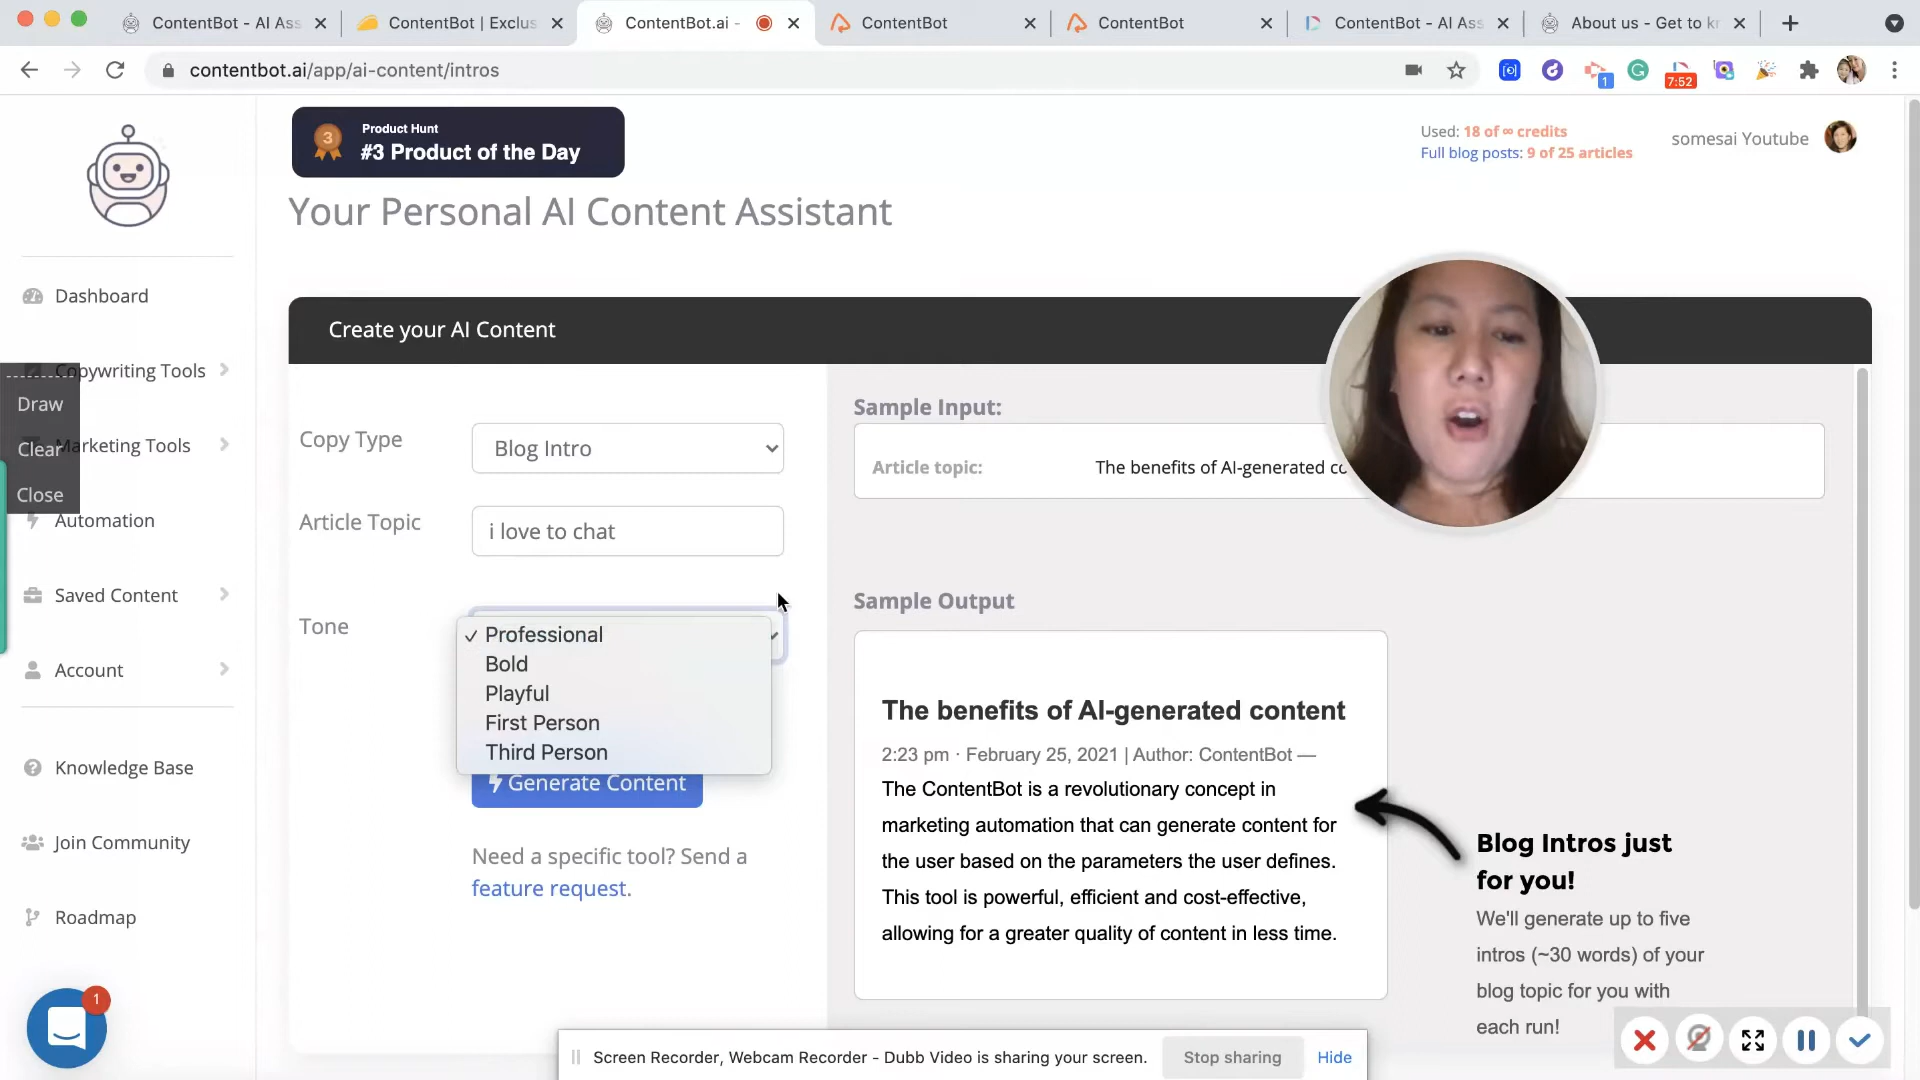 ContentBot - AI Ass
ContentBot | Exclus
ContentBot.ai -
ContentBot
ContentBot
ContentBot - AI Ass
About us - Get to k
contentbot.ai/app/ai-content/intros
1
7:52
3
Product Hunt
#3 Product of the Day
Used: 18 of ∞ credits
Full blog posts: 9 of 25 articles
somesai Youtube
Your Personal AI Content Assistant
Dashboard
Copywriting Tools
Marketing Tools
Automation
Saved Content
Account
Knowledge Base
Join Community
Roadmap
Draw
Clear
Close
1
Create your AI Content
Copy Type
Blog Intro
Article Topic
i love to chat
Tone
✓ Professional
Bold
Playful
First Person
Third Person
Generate Content
Need a specific tool? Send a
feature request.
Sample Input:
Article topic:
The benefits of AI-generated co
Sample Output
The benefits of AI-generated content
2:23 pm · February 25, 2021 | Author: ContentBot —
The ContentBot is a revolutionary concept in
marketing automation that can generate content for
the user based on the parameters the user defines.
This tool is powerful, efficient and cost-effective,
allowing for a greater quality of content in less time.
Blog Intros just
for you!
We'll generate up to five
intros (~30 words) of your
blog topic for you with
each run!
Screen Recorder, Webcam Recorder - Dubb Video is sharing your screen.
Stop sharing
Hide